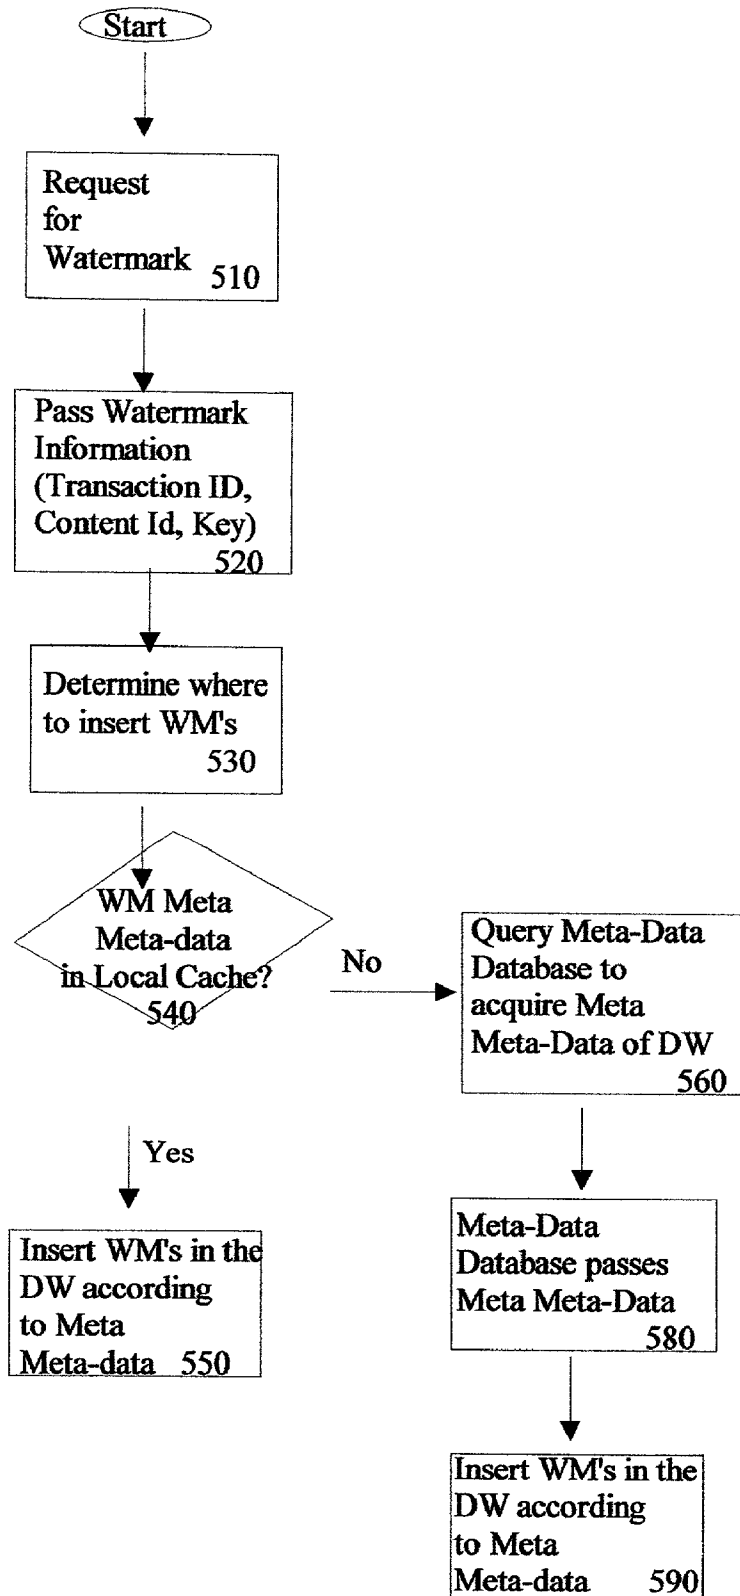 Start
Request
for
Watermark 510
Pass Watermark
Information
(Transaction ID,
Content Id, Key)
520
Determine where
to insert WM's
530
WM Meta
Meta-data
in Local Cache?
540
No
Query Meta-Data
Database to
acquire Meta
Meta-Data of DW
560
Yes
Insert WM's in the
DW according
to Meta
Meta-data 550
Meta-Data
Database passes
Meta Meta-Data
580
Insert WM's in the
DW according
to Meta
Meta-data 590